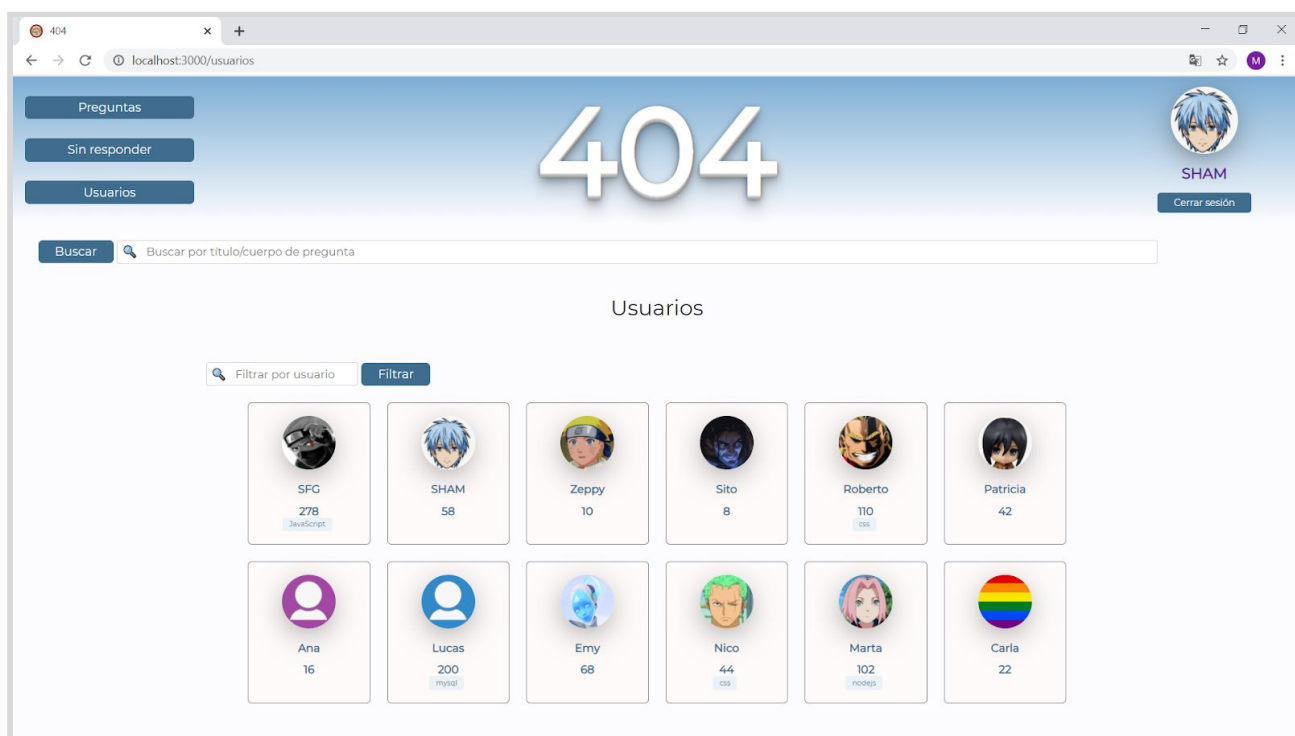 404
localhost:3000/usuarios
M
Preguntas
Sin responder
Usuarios
404
SHAM
Cerrar sesión
Buscar
Buscar por título/cuerpo de pregunta
Usuarios
Filtrar por usuario
Filtrar
SFG
278
JavaScript
SHAM
58
Zeppy
10
Sito
8
Roberto
110
css
Patricia
42
Ana
16
Lucas
200
mysql
Emy
68
Nico
44
css
Marta
102
nodejs
Carla
22